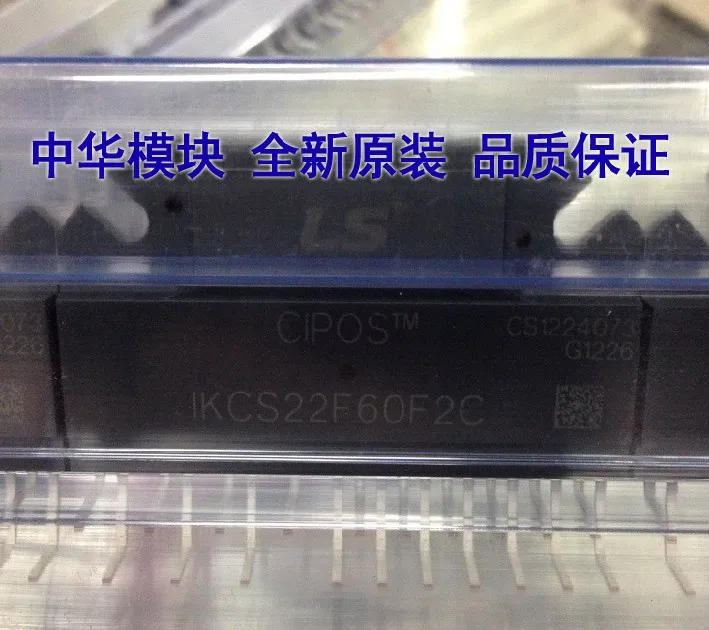 中华模块 全新原装 品质保证
LS
CIPOS™ CS1224073
G1226
IKCS22F60F2C